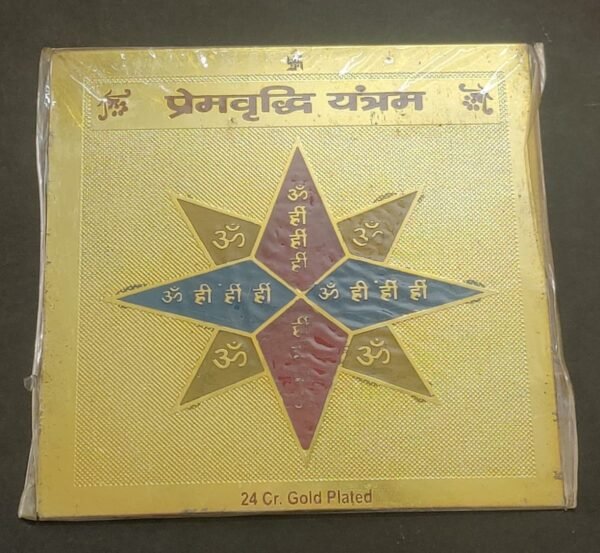 प्रेमवृद्धि यंत्रम
ॐ
ह्रीं
ह्रीं
ह्रीं
ॐ ॐ
ॐ ही ह्रीं ह्रीं ॐ ह्रीं ह्रीं ह्रीं
ॐ ॐ
24 Cr. Gold Plated